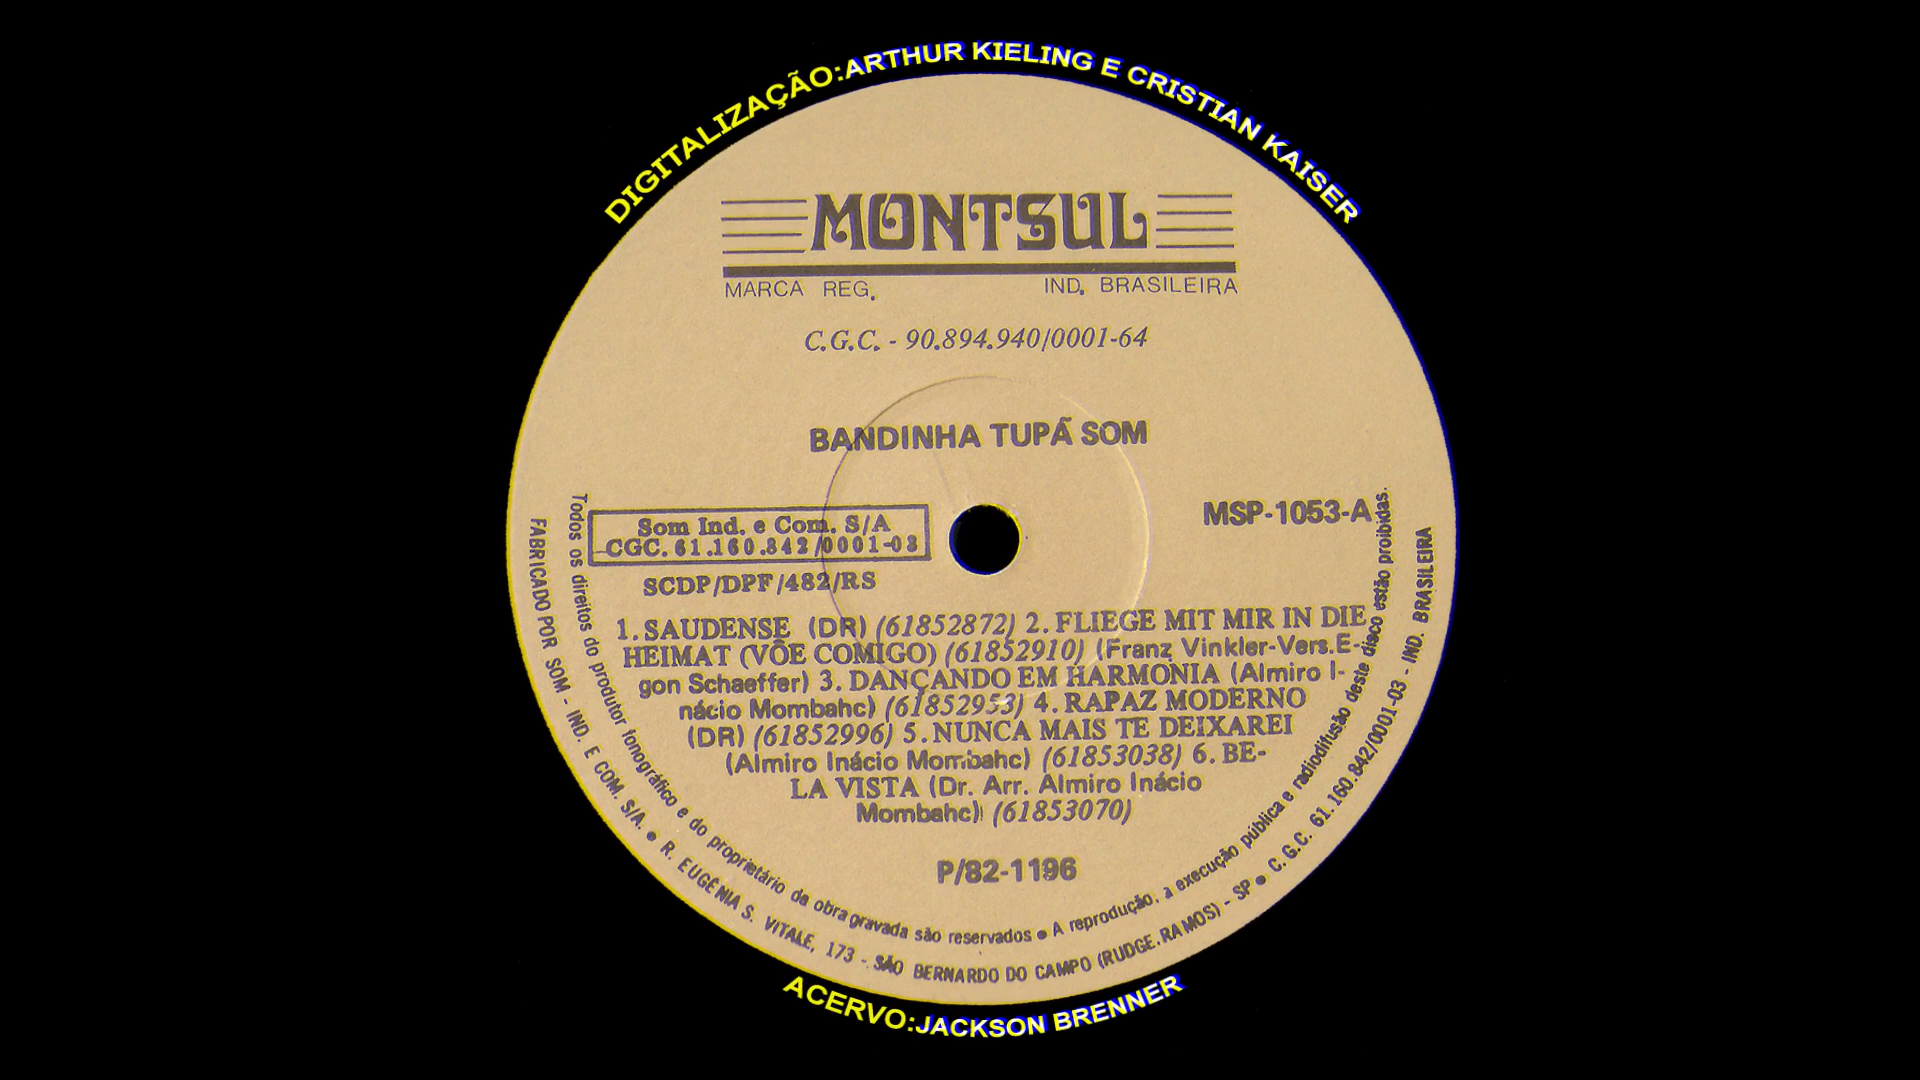 DIGITALIZAÇÃO:ARTHUR KIELING E CRISTIAN KAISER
MONTSUL
MARCA REG. IND. BRASILEIRA
C.G.C. - 90.894.940/0001-64
BANDINHA TUPÃ SOM
MSP-1053-A
Som Ind. e Com. S/A
CGC. 61.160.842/0001-03
SCDP/DPF/482/RS
1. SAUDENSE (DR) (61852872) 2. FLIEGE MIT MIR IN DIE
HEIMAT (VÔE COMIGO) (61852910) (Franz Vinkler-Vers.E-
gon Schaeffer) 3. DANÇANDO EM HARMONIA (Almiro I-
nácio Mombahc) (61852953) 4. RAPAZ MODERNO
(DR) (61852996) 5. NUNCA MAIS TE DEIXAREI
(Almiro Inácio Mombahc) (61853038) 6. BE-
LA VISTA (Dr. Arr. Almiro Inácio
Mombahc) (61853070)
P/82-1196
Todos os direitos do produtor fonográfico e do proprietário da obra gravada são reservados ● A reprodução, a execução pública e radiodifusão deste disco estão proibidas.
FABRICADO POR SOM - IND. E COM. S/A. ● R. EUGÊNIA S. VITALE, 173 - SÃO BERNARDO DO CAMPO (RUDGE.RAMOS) - SP ● C.G.C. 61.160.842/0001-03 - IND. BRASILEIRA
ACERVO:JACKSON BRENNER